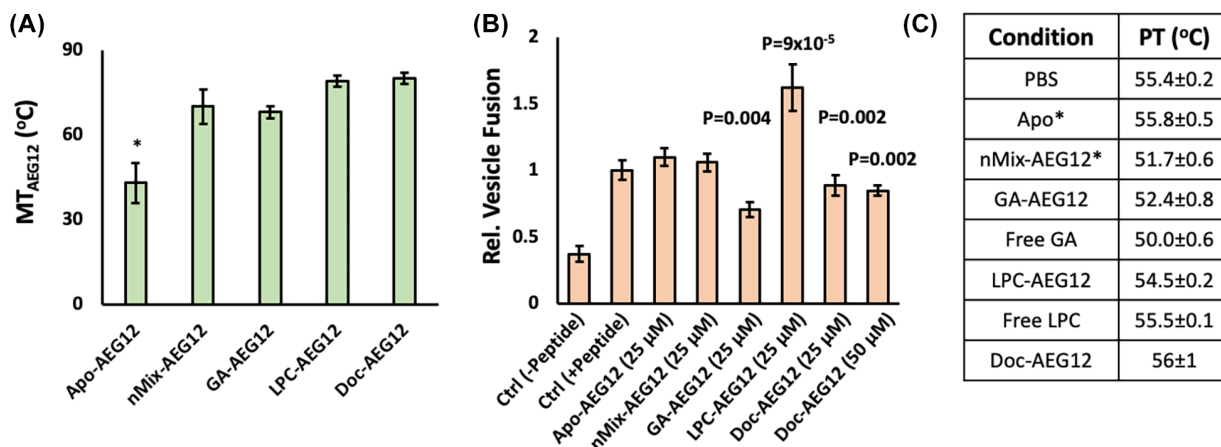 (A)
90
60
30
0
MT_AEG12 (°C)
*
Apo-AEG12
nMix-AEG12
GA-AEG12
LPC-AEG12
Doc-AEG12
(B)
2
1.5
1
0.5
0
Rel. Vesicle Fusion
P=9x10⁻⁵
P=0.004
P=0.002
P=0.002
Ctrl (-Peptide)
Ctrl (+Peptide)
Apo-AEG12 (25 µM)
nMix-AEG12 (25 µM)
GA-AEG12 (25 µM)
LPC-AEG12 (25 µM)
Doc-AEG12 (25 µM)
Doc-AEG12 (50 µM)
(C)
Condition PT (°C)
PBS 55.4±0.2
Apo* 55.8±0.5
nMix-AEG12* 51.7±0.6
GA-AEG12 52.4±0.8
Free GA 50.0±0.6
LPC-AEG12 54.5±0.2
Free LPC 55.5±0.1
Doc-AEG12 56±1